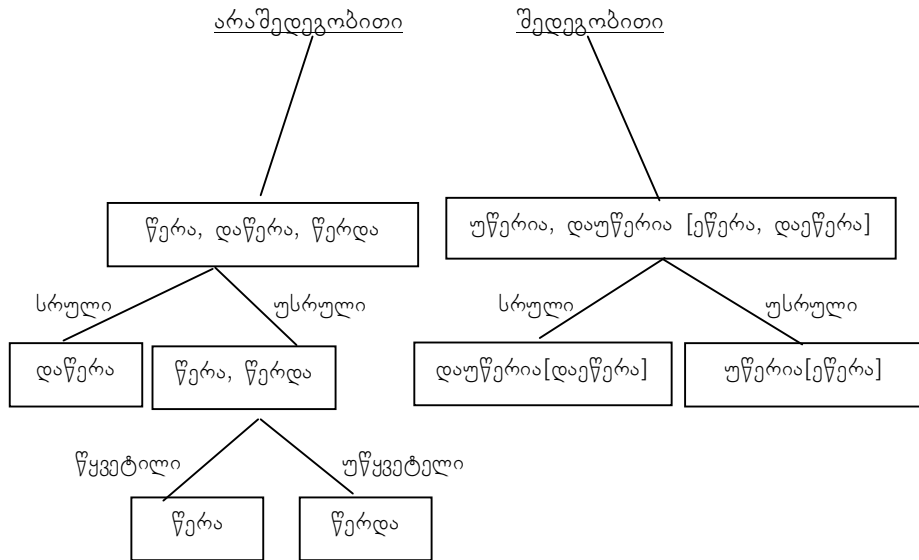 არაშედეგობითი შედეგობითი
წერა, დაწერა, წერდა უწერია, დაუწერია [ეწერა, დაეწერა]
სრული უსრული სრული უსრული
დაწერა წერა, წერდა დაუწერია[დაეწერა] უწერია[ეწერა]
წყვეტილი უწყვეტელი
წერა წერდა